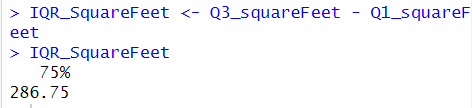 > IQR_SquareFeet <- Q3_squareFeet - Q1_squareF
eet
> IQR_SquareFeet
75%
286.75